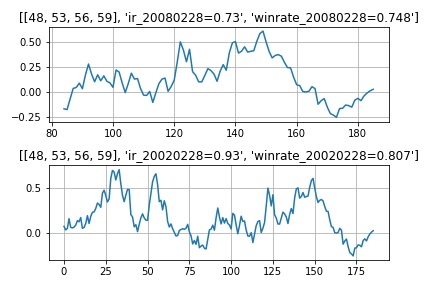 [[48, 53, 56, 59], 'ir_20080228=0.73', 'winrate_20080228=0.748']
0.50
0.25
0.00
−0.25
80 100 120 140 160 180
[[48, 53, 56, 59], 'ir_20020228=0.93', 'winrate_20020228=0.807']
0.5
0.0
0 25 50 75 100 125 150 175